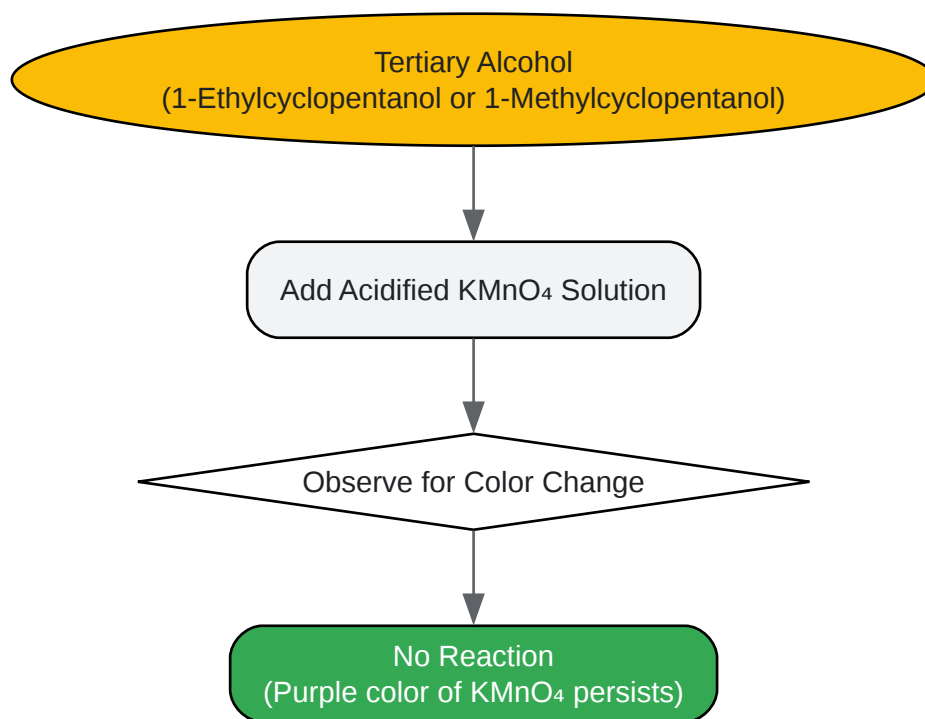 Tertiary Alcohol
(1-Ethylcyclopentanol or 1-Methylcyclopentanol)
Add Acidified KMnO₄ Solution
Observe for Color Change
No Reaction
(Purple color of KMnO₄ persists)